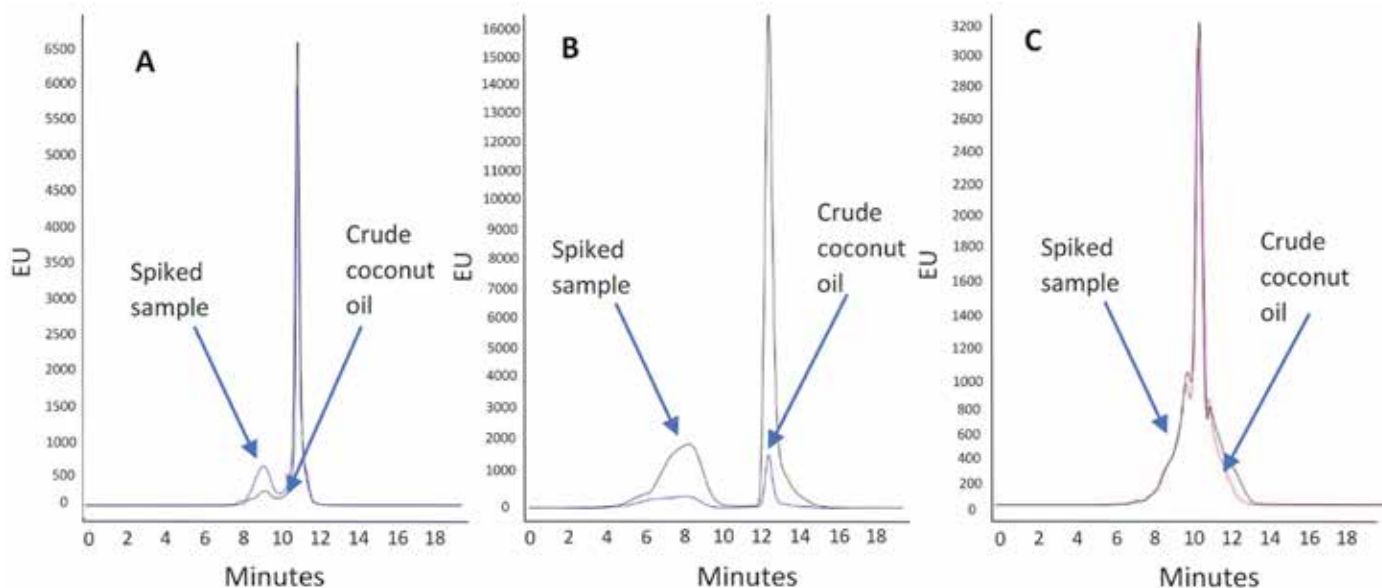 A
EU
6500
6000
5500
5000
4500
4000
3500
3000
2500
2000
1500
1000
500
0
Spiked
sample
Crude
coconut
oil
0 2 4 6 8 10 12 14 16 18
Minutes
B
EU
16000
15000
14000
13000
12000
11000
10000
9000
8000
7000
6000
5000
4000
3000
2000
1000
0
Spiked
sample
Crude
coconut
oil
0 2 4 6 8 10 12 14 16 18
Minutes
C
EU
3200
3000
2800
2600
2400
2200
2000
1800
1600
1400
1200
1000
800
600
400
200
0
Spiked
sample
Crude
coconut
oil
0 2 4 6 8 10 12 14 16 18
Minutes